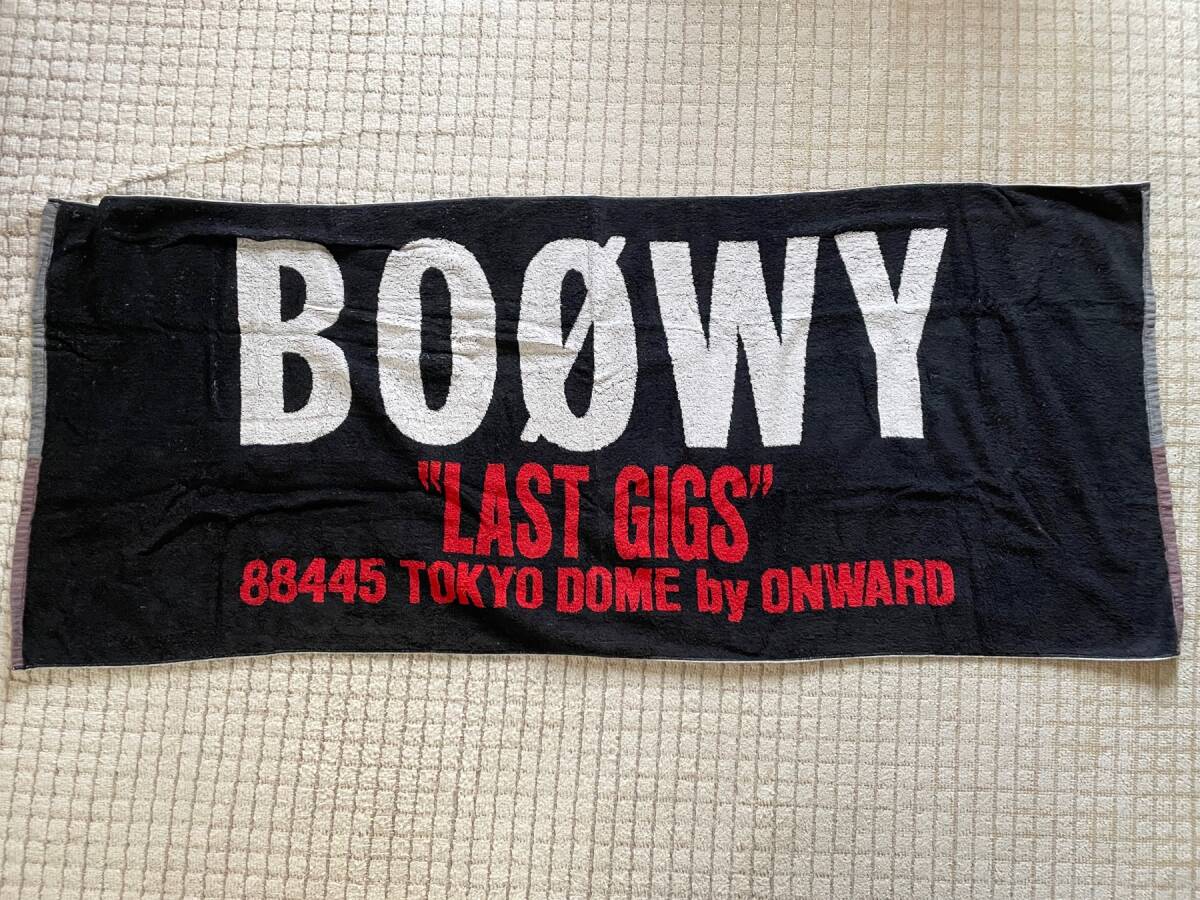 BOØWY
"LAST GIGS"
88445 TOKYO DOME by ONWARD